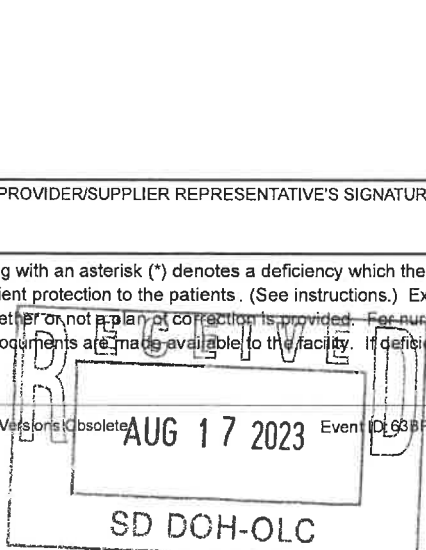 PROVIDER/SUPPLIER REPRESENTATIVE'S SIGNATUR
g with an asterisk (*) denotes a deficiency which the
ient protection to the patients. (See instructions.) Ex
ether or not a plan of correction is provided. For nur
ocuments are made available to the facility. If defici
RECEIVED
Versions Obsolete
AUG 17 2023
Event ID: 63BF
SD DOH-OLC